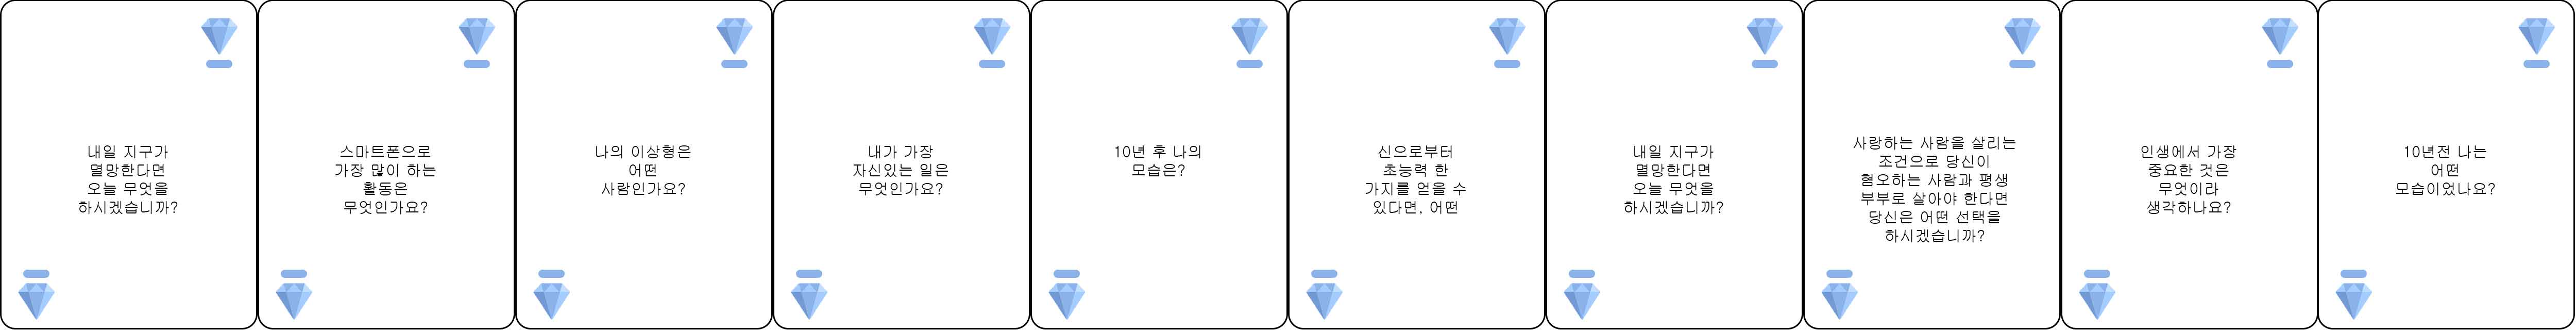 내일 지구가
멸망한다면
오늘 무엇을
하시겠습니까?
스마트폰으로
가장 많이 하는
활동은
무엇인가요?
나의 이상형은
어떤
사람인가요?
내가 가장
자신있는 일은
무엇인가요?
10년 후 나의
모습은?
신으로부터
초능력 한
가지를 얻을 수
있다면, 어떤
내일 지구가
멸망한다면
오늘 무엇을
하시겠습니까?
사랑하는 사람을 살리는
조건으로 당신이
혐오하는 사람과 평생
부부로 살아야 한다면
당신은 어떤 선택을
하시겠습니까?
인생에서 가장
중요한 것은
무엇이라
생각하나요?
10년전 나는
어떤
모습이었나요?